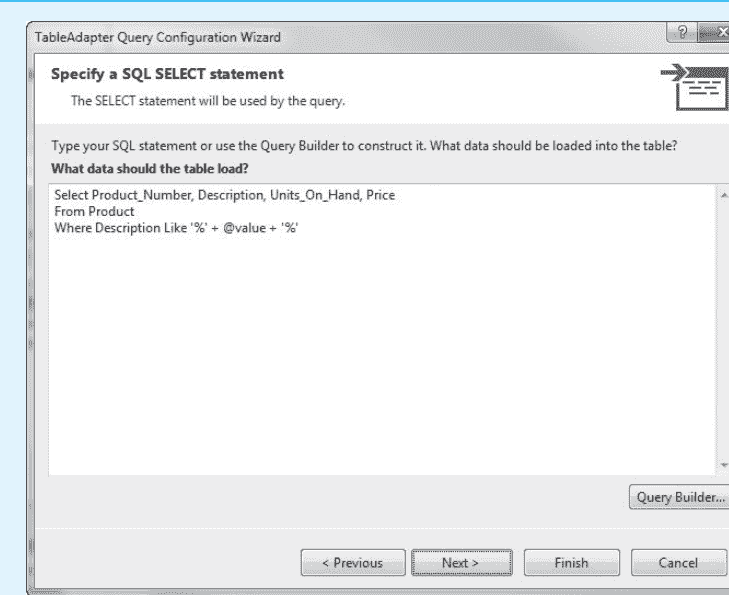 TableAdapter Query Configuration Wizard
?
Specify a SQL SELECT statement
The SELECT statement will be used by the query.
Type your SQL statement or use the Query Builder to construct it. What data should be loaded into the table?
What data should the table load?
Select Product_Number, Description, Units_On_Hand, Price
From Product
Where Description Like '%' + @value + '%'
Query Builder...
< Previous Next > Finish Cancel